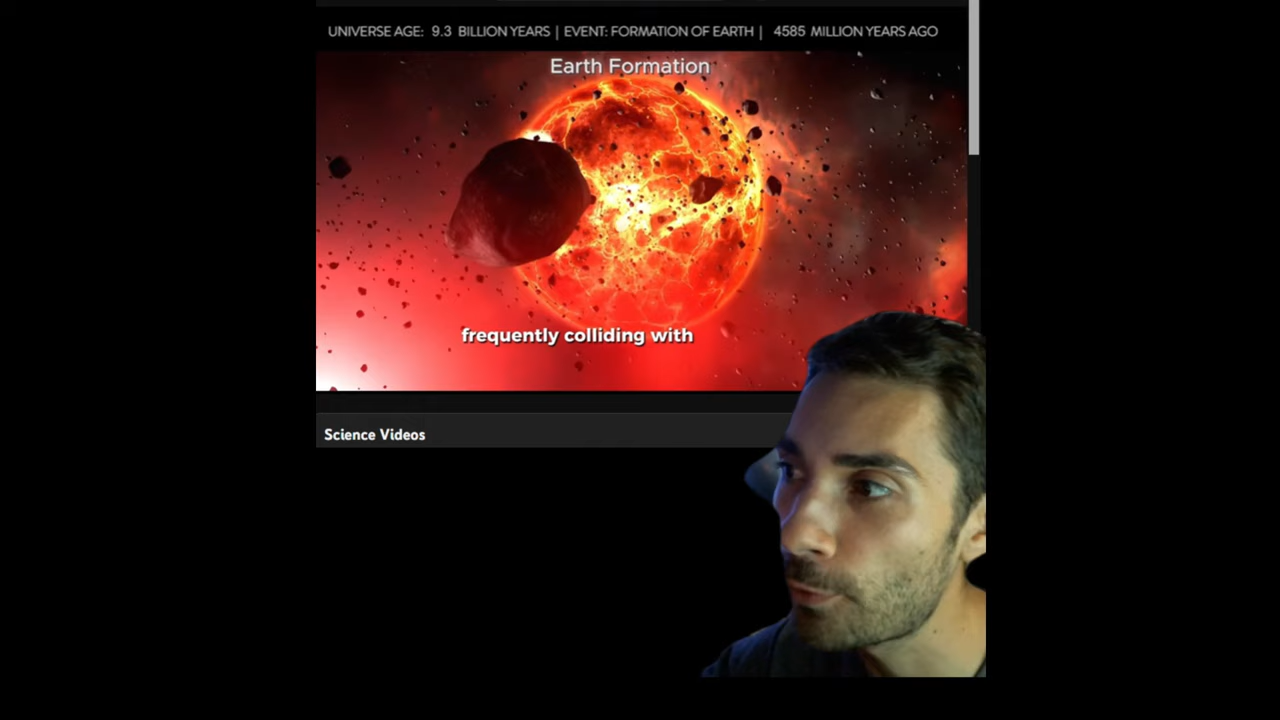 UNIVERSE AGE: 9.3 BILLION YEARS | EVENT: FORMATION OF EARTH | 4585 MILLION YEARS AGO
Earth Formation
frequently colliding with
Science Videos